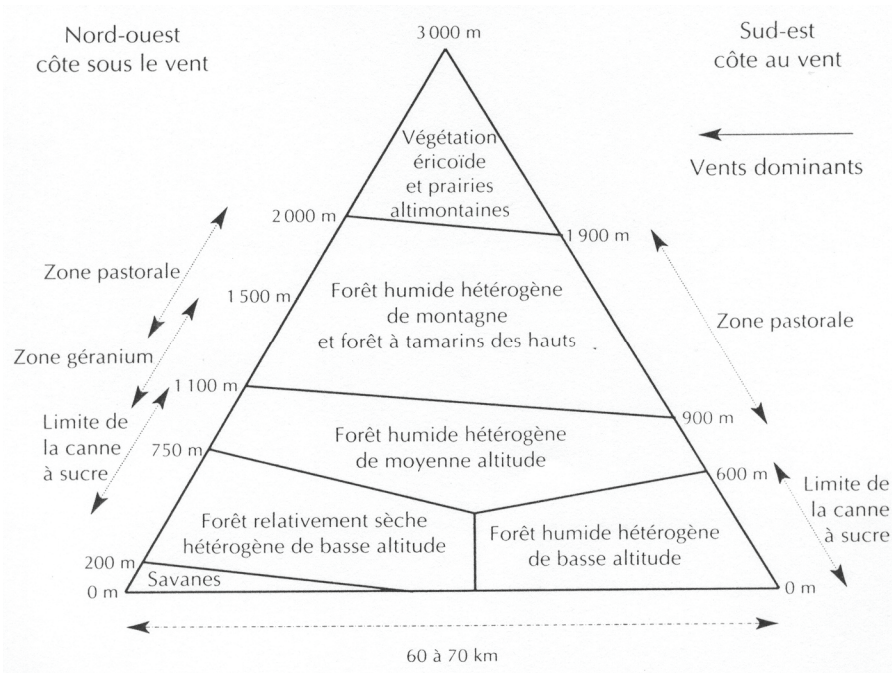 Nord-ouest
côte sous le vent
3 000 m
Sud-est
côte au vent
Vents dominants
Végétation
éricoïde
et prairies
altimontaines
2 000 m
1 900 m
Zone pastorale
1 500 m
Forêt humide hétérogène
de montagne
et forêt à tamarins des hauts
Zone pastorale
Zone géranium
1 100 m
900 m
Limite de
la canne
à sucre
750 m
Forêt humide hétérogène
de moyenne altitude
600 m
Limite de
la canne
à sucre
Forêt relativement sèche
hétérogène de basse altitude
Forêt humide hétérogène
de basse altitude
200 m
Savanes
0 m
0 m
60 à 70 km